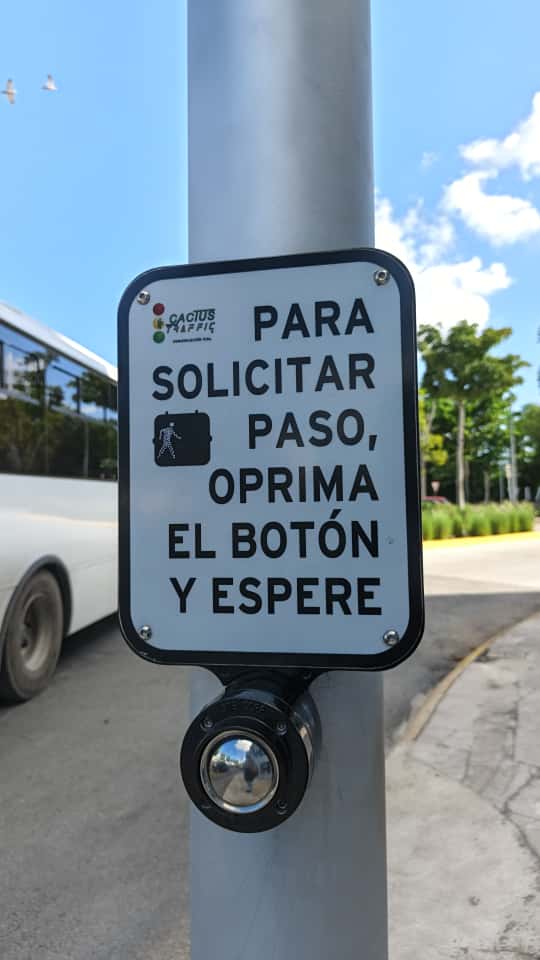 CACTUS
TRAFFIC
PARA
SOLICITAR
PASO,
OPRIMA
EL BOTÓN
Y ESPERE